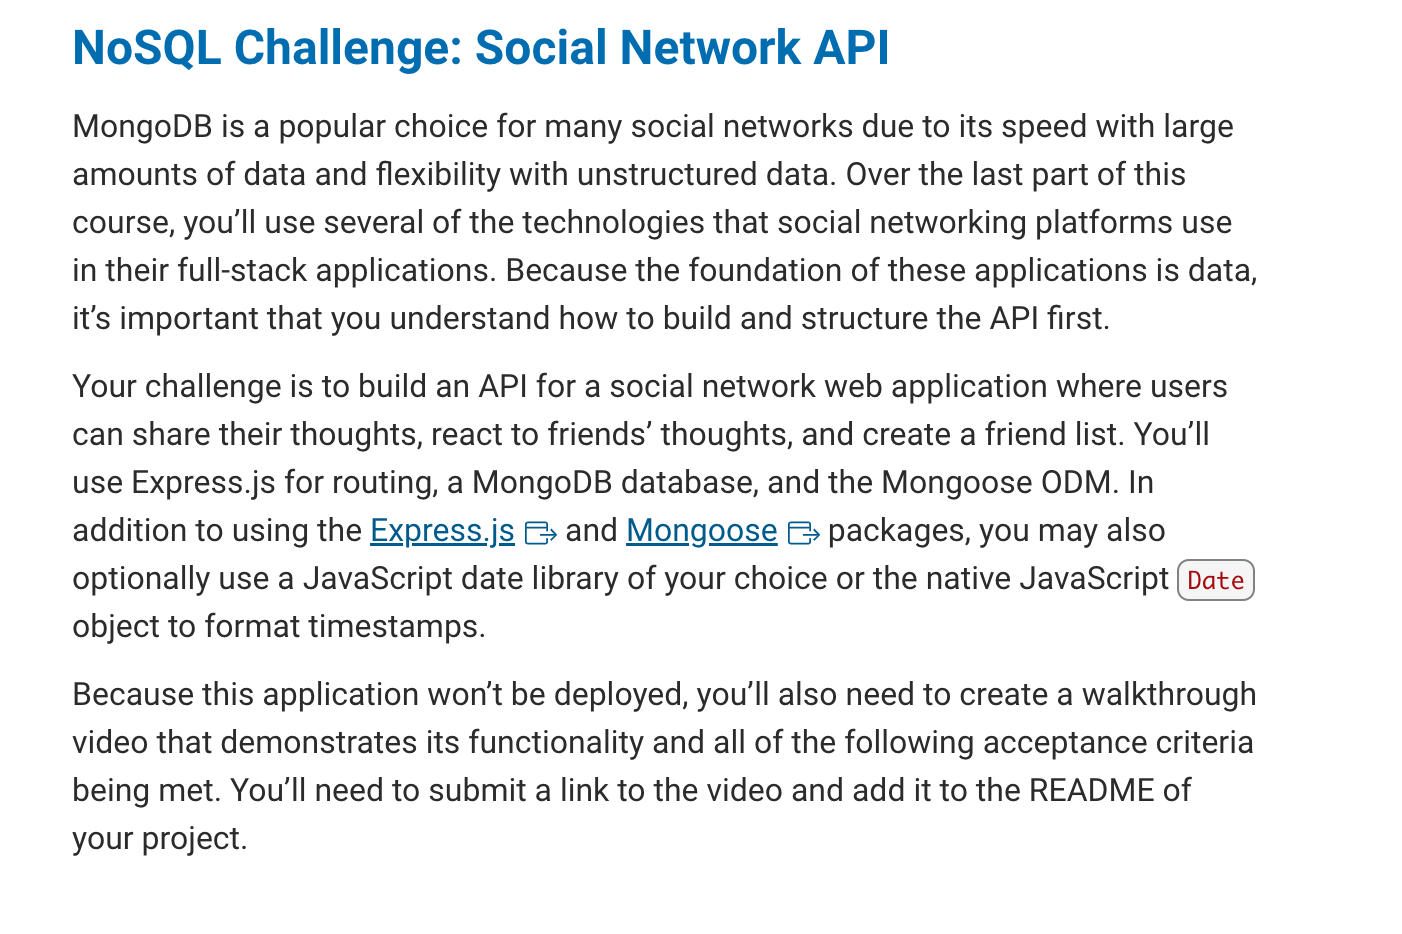 NoSQL Challenge: Social Network API
MongoDB is a popular choice for many social networks due to its speed with large
amounts of data and flexibility with unstructured data. Over the last part of this
course, you’ll use several of the technologies that social networking platforms use
in their full-stack applications. Because the foundation of these applications is data,
it’s important that you understand how to build and structure the API first.
Your challenge is to build an API for a social network web application where users
can share their thoughts, react to friends’ thoughts, and create a friend list. You’ll
use Express.js for routing, a MongoDB database, and the Mongoose ODM. In
addition to using the Express.js and Mongoose packages, you may also
optionally use a JavaScript date library of your choice or the native JavaScript Date
object to format timestamps.
Because this application won’t be deployed, you’ll also need to create a walkthrough
video that demonstrates its functionality and all of the following acceptance criteria
being met. You’ll need to submit a link to the video and add it to the README of
your project.